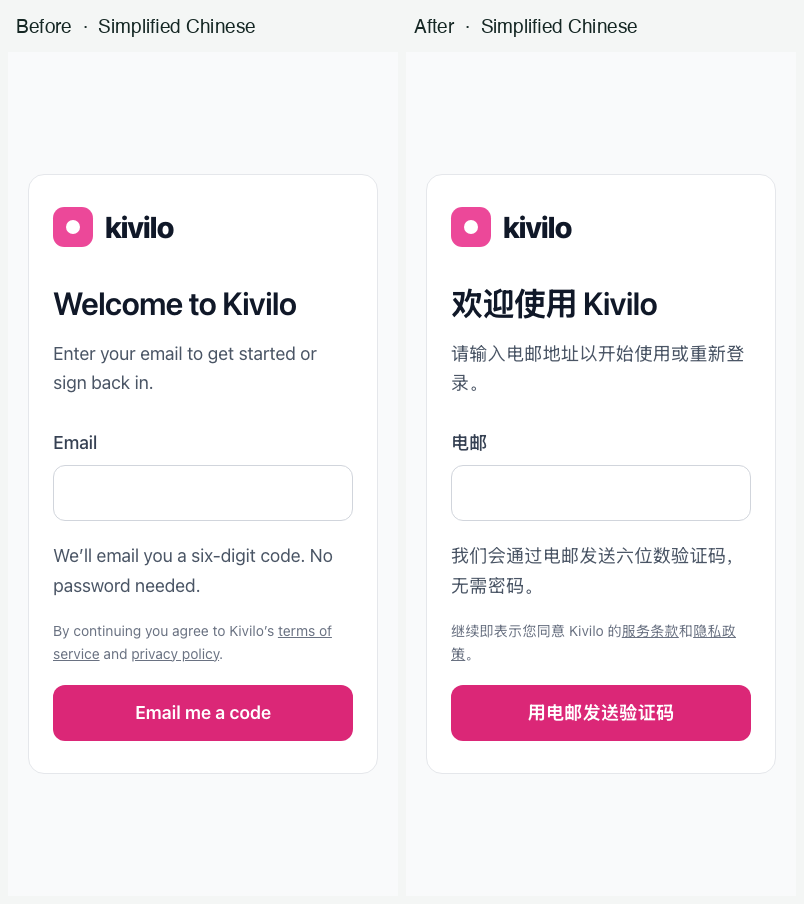 Before · Simplified Chinese
kivilo
Welcome to Kivilo
Enter your email to get started or
sign back in.
Email
We’ll email you a six-digit code. No
password needed.
By continuing you agree to Kivilo’s terms of
service and privacy policy.
Email me a code
After · Simplified Chinese
kivilo
欢迎使用 Kivilo
请输入电邮地址以开始使用或重新登
录。
电邮
我们会通过电邮发送六位数验证码，
无需密码。
继续即表示您同意 Kivilo 的服务条款和隐私政
策。
用电邮发送验证码